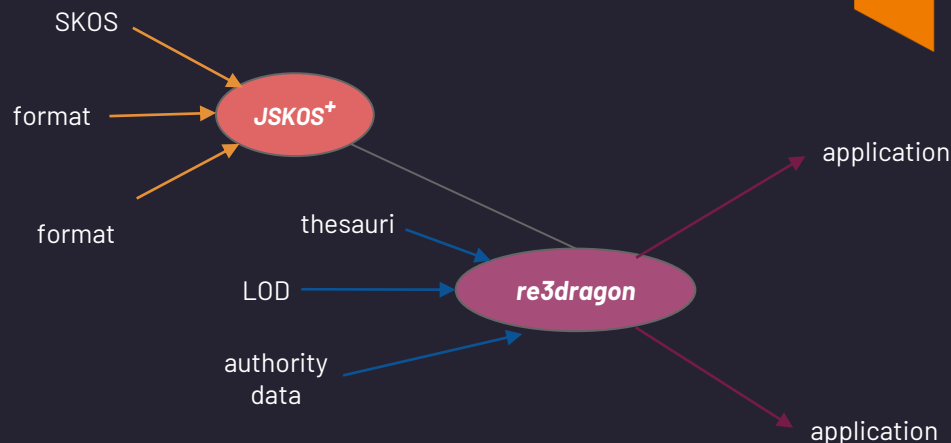 SKOS
format
JSKOS+
format
application
thesauri
LOD
re3dragon
authority
data
application